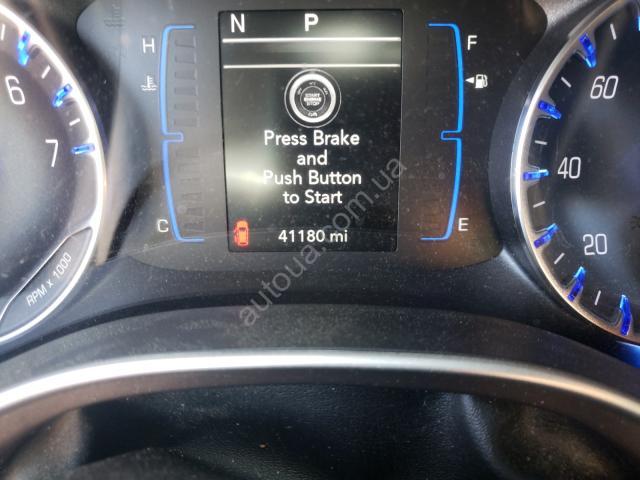 N P
H
F
6
7
60
40
20
START
ENGINE
STOP
Press Brake
and
Push Button
to Start
C
E
41180 mi
RPM x 1000
autoua.com.ua